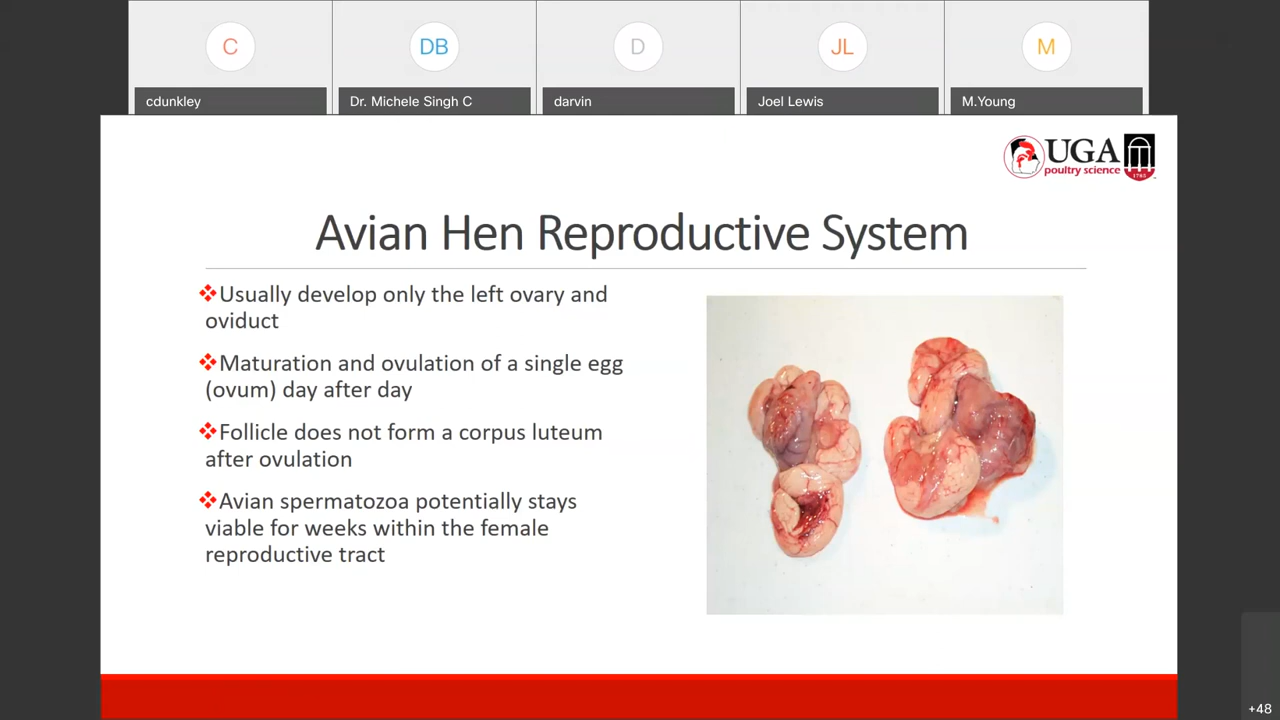 C
DB
D
JL
M
cdunkley
Dr. Michele Singh C
darvin
Joel Lewis
M.Young
UGA
poultry science
1785
Avian Hen Reproductive System
❖Usually develop only the left ovary and
oviduct
❖Maturation and ovulation of a single egg
(ovum) day after day
❖Follicle does not form a corpus luteum
after ovulation
❖Avian spermatozoa potentially stays
viable for weeks within the female
reproductive tract
+48